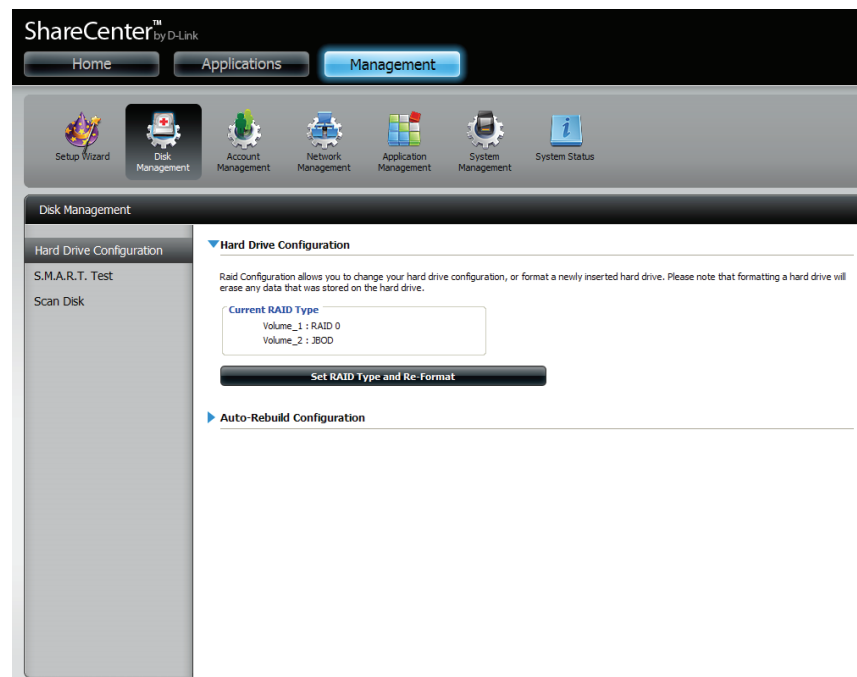 ShareCenter™ by D-Link
Home Applications Management
Setup Wizard
Disk Management
Account Management
Network Management
Application Management
System Management
System Status
Disk Management
Hard Drive Configuration
S.M.A.R.T. Test
Scan Disk
Hard Drive Configuration
Raid Configuration allows you to change your hard drive configuration, or format a newly inserted hard drive. Please note that formatting a hard drive will
erase any data that was stored on the hard drive.
Current RAID Type
Volume_1 : RAID 0
Volume_2 : JBOD
Set RAID Type and Re-Format
Auto-Rebuild Configuration